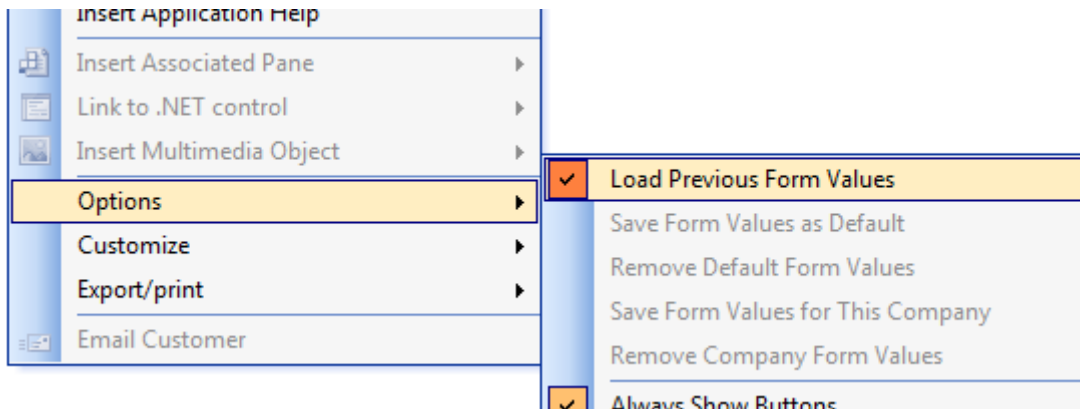 Insert Application Help
Insert Associated Pane
Link to .NET control
Insert Multimedia Object
Options
Customize
Export/print
Email Customer
Load Previous Form Values
Save Form Values as Default
Remove Default Form Values
Save Form Values for This Company
Remove Company Form Values
Always Show Buttons